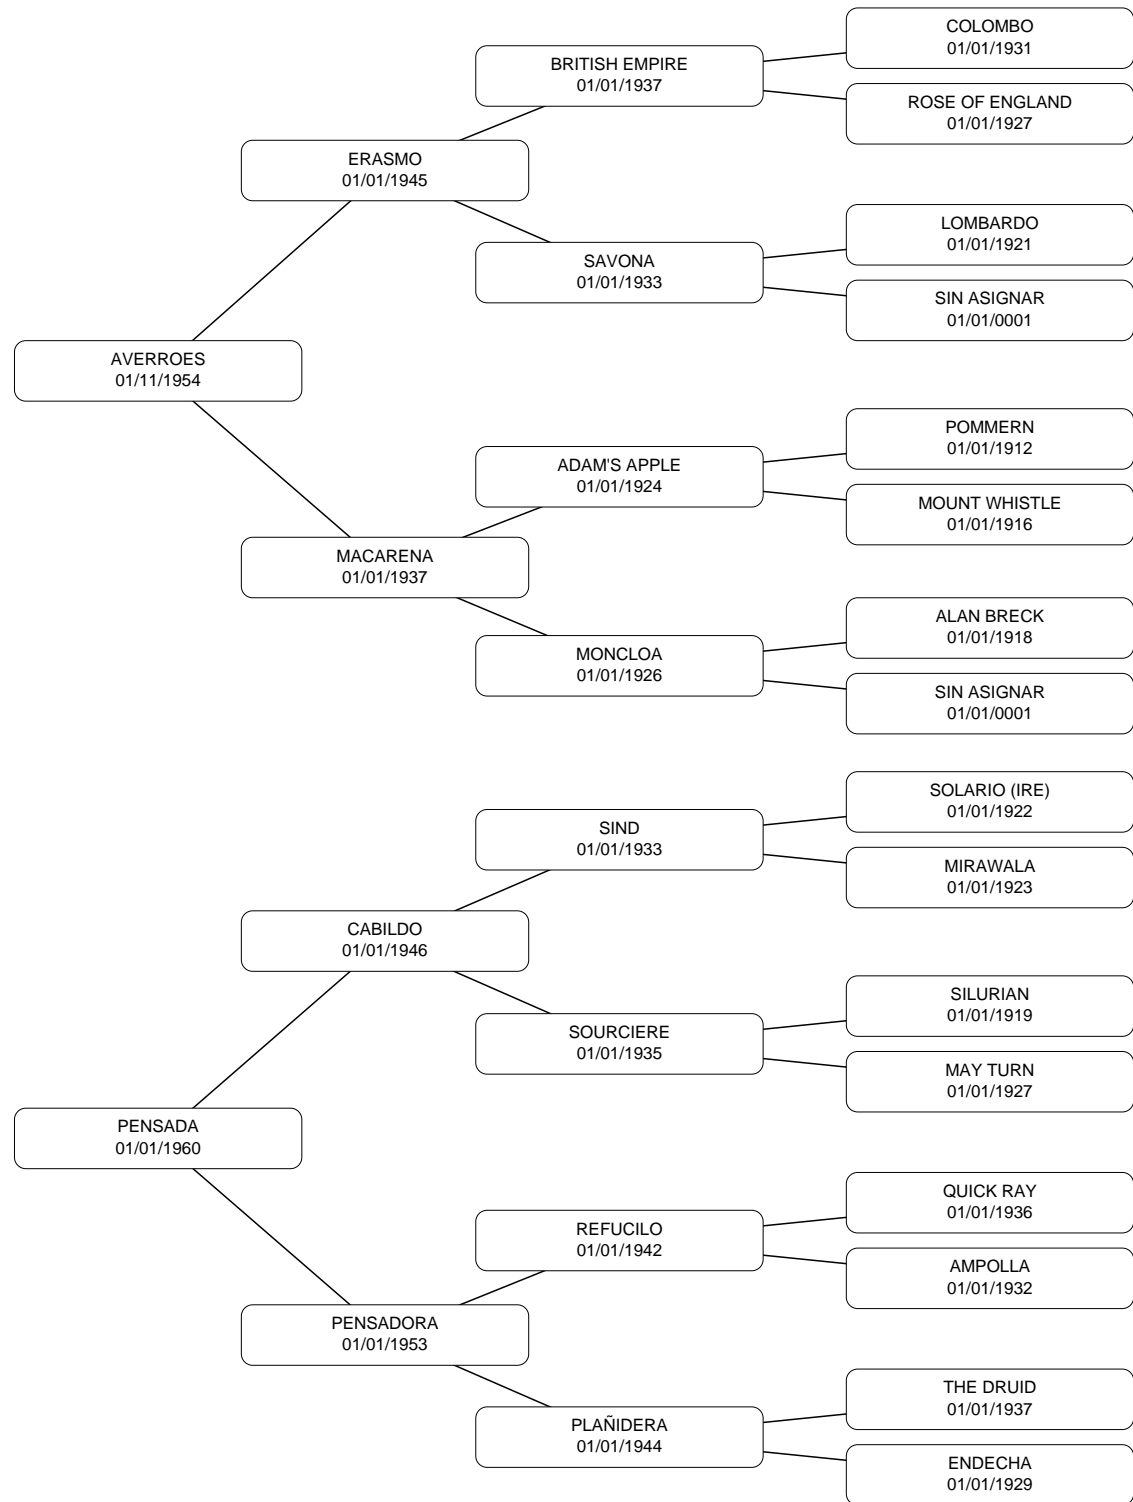 COLOMBO
01/01/1931
BRITISH EMPIRE
01/01/1937
ROSE OF ENGLAND
01/01/1927
ERASMO
01/01/1945
LOMBARDO
01/01/1921
SAVONA
01/01/1933
SIN ASIGNAR
01/01/0001
AVERROES
01/11/1954
POMMERN
01/01/1912
ADAM'S APPLE
01/01/1924
MOUNT WHISTLE
01/01/1916
MACARENA
01/01/1937
ALAN BRECK
01/01/1918
MONCLOA
01/01/1926
SIN ASIGNAR
01/01/0001
SOLARIO (IRE)
01/01/1922
SIND
01/01/1933
MIRAWALA
01/01/1923
CABILDO
01/01/1946
SILURIAN
01/01/1919
SOURCIERE
01/01/1935
MAY TURN
01/01/1927
PENSADA
01/01/1960
QUICK RAY
01/01/1936
REFUCILO
01/01/1942
AMPOLLA
01/01/1932
PENSADORA
01/01/1953
THE DRUID
01/01/1937
PLAÑIDERA
01/01/1944
ENDECHA
01/01/1929